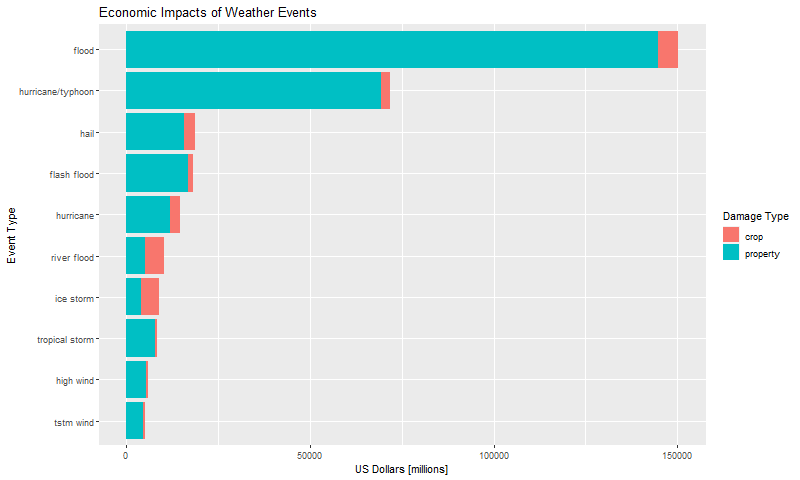 Economic Impacts of Weather Events
flood
hurricane/typhoon
hail
flash flood
hurricane
river flood
ice storm
tropical storm
high wind
tstm wind
Event Type
0
50000
100000
150000
US Dollars [millions]
Damage Type
crop
property